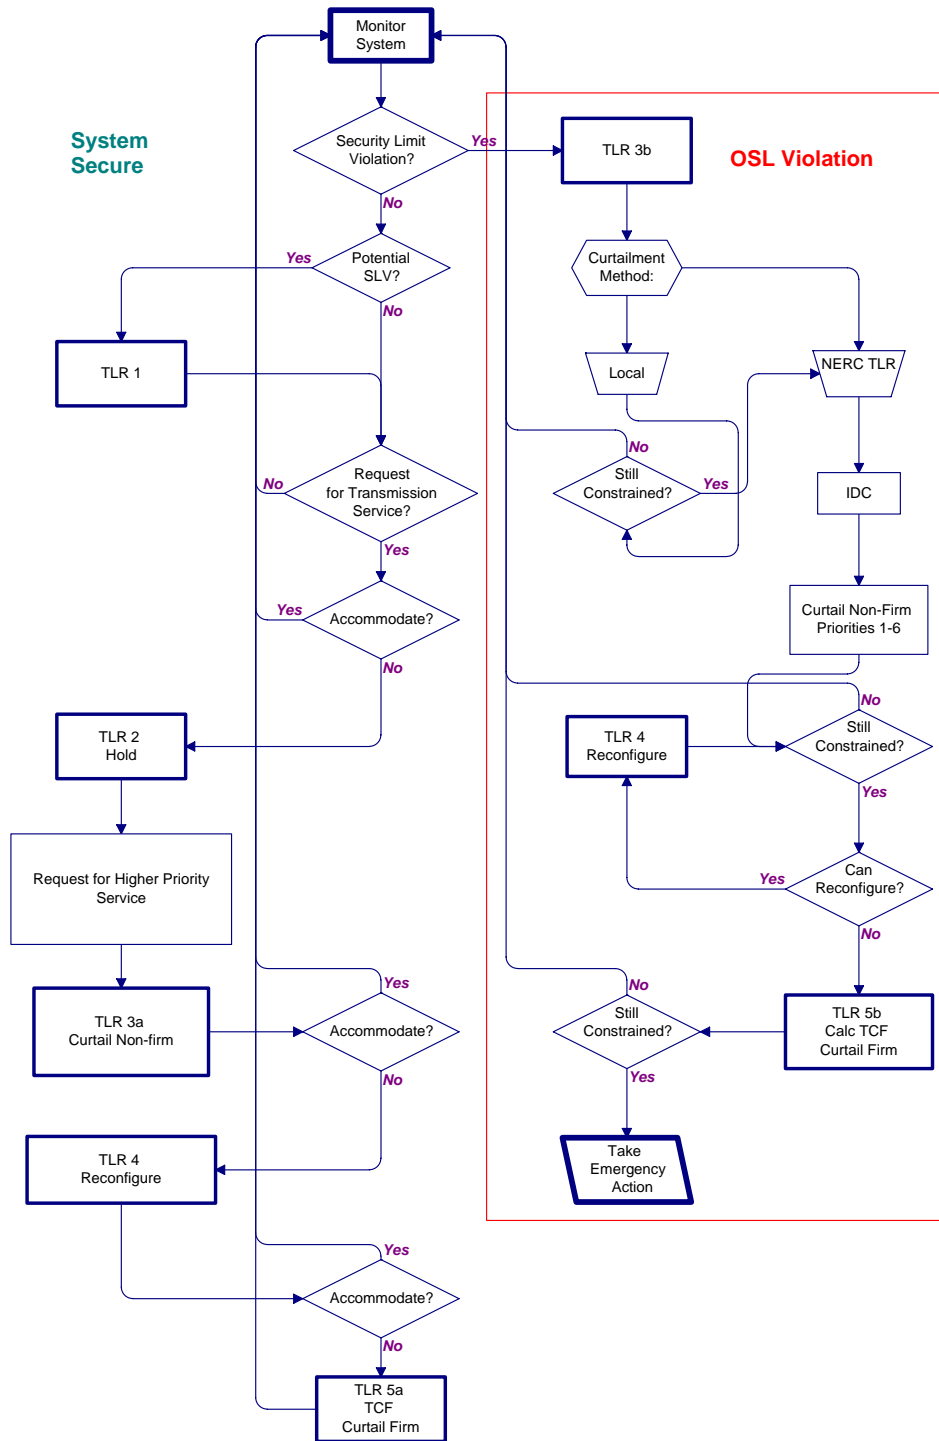 Monitor
System
System
Secure
Security Limit
Violation?
Yes
No
TLR 3b
OSL Violation
Potential
SLV?
Yes
No
Curtailment
Method:
TLR 1
Local
NERC TLR
Request
for Transmission
Service?
No
Yes
No
Still
Constrained?
Yes
IDC
Accommodate?
Yes
No
Curtail Non-Firm
Priorities 1-6
TLR 2
Hold
TLR 4
Reconfigure
No
Still
Constrained?
Yes
Request for Higher Priority
Service
Can
Reconfigure?
Yes
No
TLR 3a
Curtail Non-firm
Yes
Accommodate?
No
No
Still
Constrained?
Yes
TLR 5b
Calc TCF
Curtail Firm
TLR 4
Reconfigure
Take
Emergency
Action
Yes
Accommodate?
No
TLR 5a
TCF
Curtail Firm